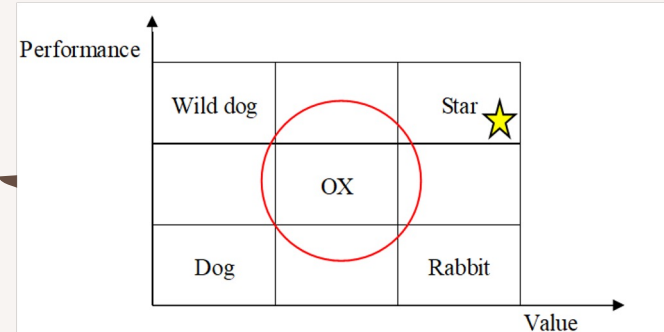 Performance
Wild dog
Star
OX
Dog
Rabbit
Value